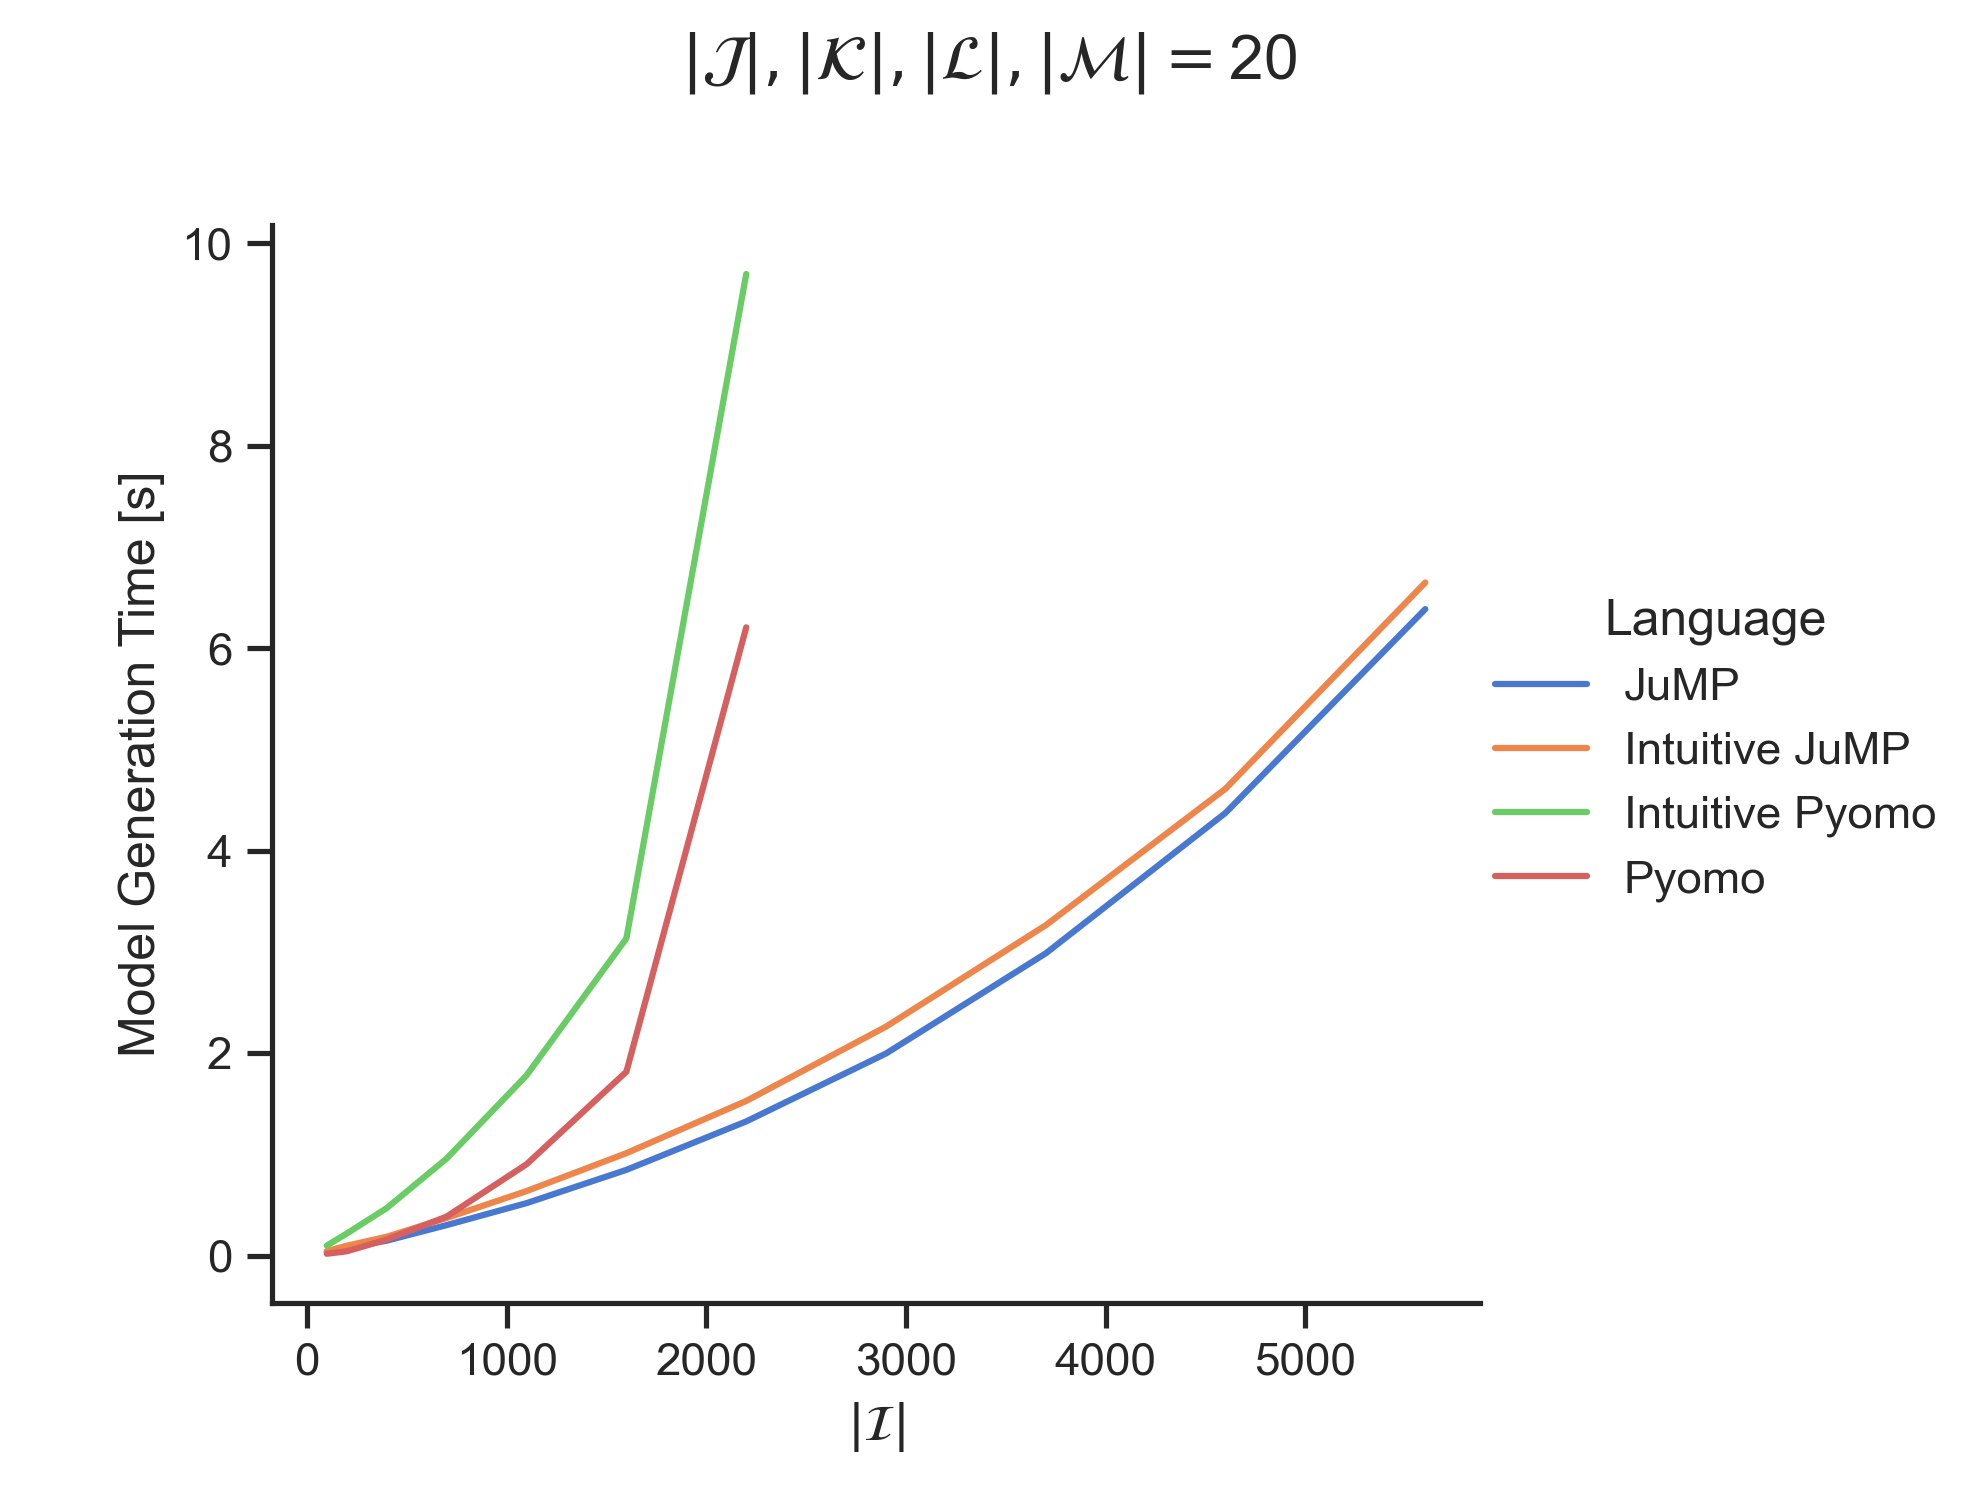 |𝒥|, |𝒦|, |ℒ|, |ℳ| = 20
Model Generation Time [s]
10
8
6
4
2
0
0 1000 2000 3000 4000 5000
|ℐ|
Language
JuMP
Intuitive JuMP
Intuitive Pyomo
Pyomo